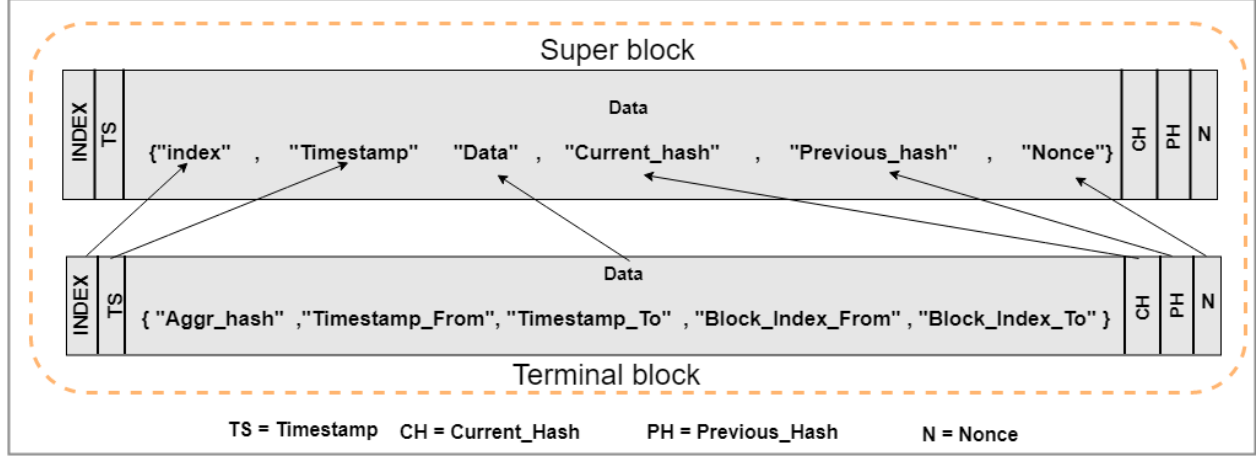 Super block
INDEX
TS
Data
{"index" , "Timestamp" "Data" , "Current_hash" , "Previous_hash" , "Nonce"}
CH
PH
N
INDEX
TS
Data
{ "Aggr_hash" ,"Timestamp_From", "Timestamp_To" , "Block_Index_From" , "Block_Index_To" }
CH
PH
N
Terminal block
TS = Timestamp CH = Current_Hash PH = Previous_Hash N = Nonce